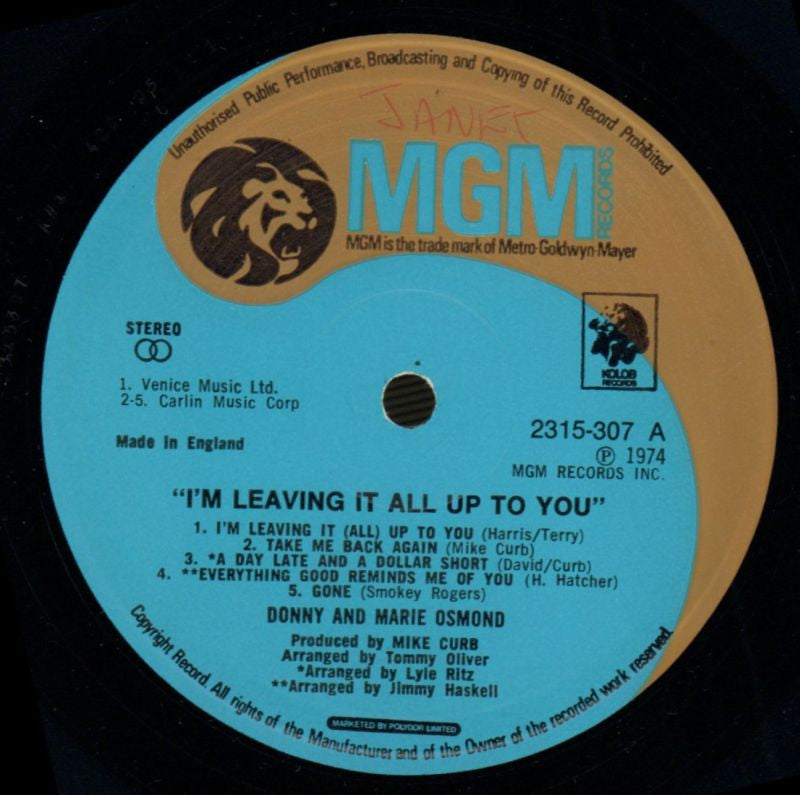 Unauthorised Public Performance, Broadcasting and Copying of this Record Prohibited
JANET
MGM
RECORDS
MGM is the trade mark of Metro-Goldwyn-Mayer
KOLOB
RECORDS
STEREO
1. Venice Music Ltd.
2-5. Carlin Music Corp
Made in England
2315-307 A
Ⓟ 1974
MGM RECORDS INC.
"I'M LEAVING IT ALL UP TO YOU"
1. I'M LEAVING IT (ALL) UP TO YOU (Harris/Terry)
2. TAKE ME BACK AGAIN (Mike Curb)
3. *A DAY LATE AND A DOLLAR SHORT (David/Curb)
4. **EVERYTHING GOOD REMINDS ME OF YOU (H. Hatcher)
5. GONE (Smokey Rogers)
DONNY AND MARIE OSMOND
Produced by MIKE CURB
Arranged by Tommy Oliver
*Arranged by Lyle Ritz
**Arranged by Jimmy Haskell
MARKETED BY POLYDOR LIMITED
Copyright Record. All rights of the Manufacturer and of the Owner of the recorded work reserved.